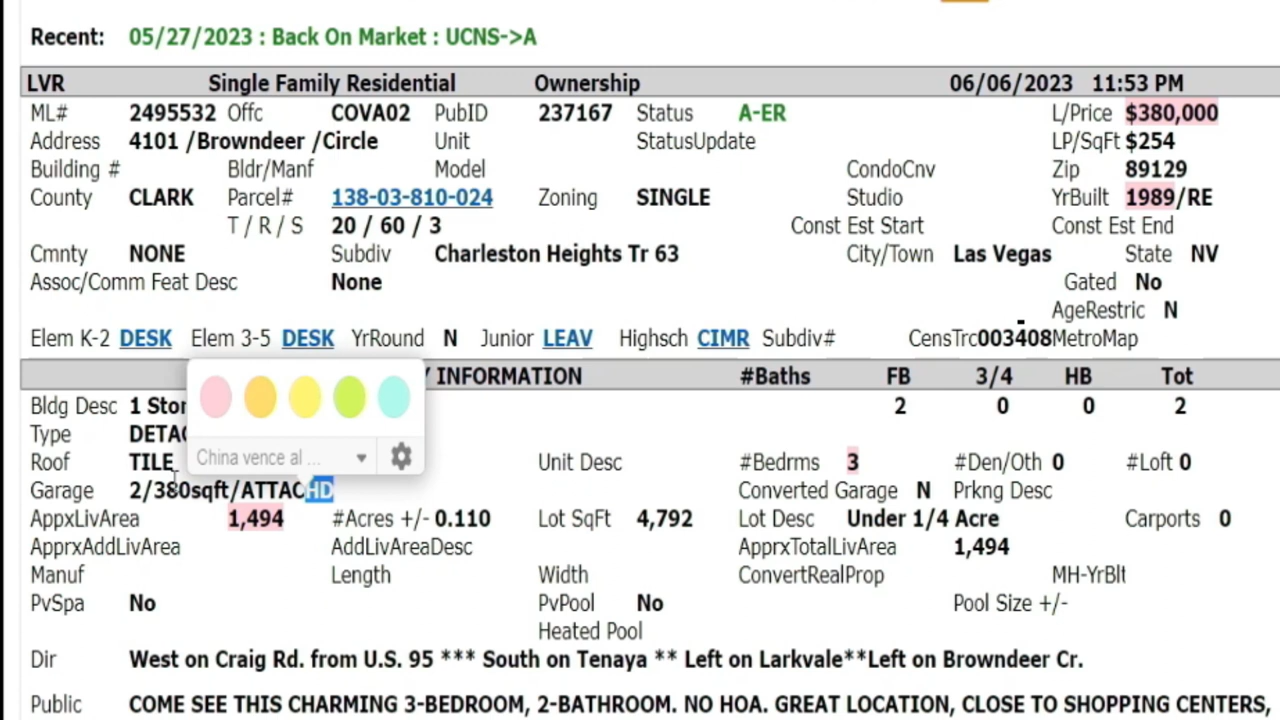 Recent: 05/27/2023 : Back On Market : UCNS->A
LVR Single Family Residential Ownership 06/06/2023 11:53 PM
ML# 2495532 Offc COVA02 PubID 237167 Status A-ER L/Price $380,000
Address 4101 /Browndeer /Circle Unit StatusUpdate LP/SqFt $254
Building # Bldr/Manf Model CondoCnv Zip 89129
County CLARK Parcel# 138-03-810-024 Zoning SINGLE Studio YrBuilt 1989/RE
T / R / S 20 / 60 / 3 Const Est Start Const Est End
Cmnty NONE Subdiv Charleston Heights Tr 63 City/Town Las Vegas State NV
Assoc/Comm Feat Desc None Gated No
AgeRestric N
Elem K-2 DESK Elem 3-5 DESK YrRound N Junior LEAV Highsch CIMR Subdiv# CensTrc003408MetroMap
INFORMATION #Baths FB 3/4 HB Tot
Bldg Desc 1 2 0 0 2
Type
China vence al ...
Roof TILE Unit Desc #Bedrms 3 #Den/Oth 0 #Loft 0
Garage 2/380sqft/ATTACHD Converted Garage N Prkng Desc
AppxLivArea 1,494 #Acres +/- 0.110 Lot SqFt 4,792 Lot Desc Under 1/4 Acre Carports 0
ApprxAddLivArea AddLivAreaDesc ApprxTotalLivArea 1,494
Manuf Length Width ConvertRealProp MH-YrBlt
PvSpa No PvPool No Pool Size +/-
Heated Pool
Dir West on Craig Rd. from U.S. 95 *** South on Tenaya ** Left on Larkvale**Left on Browndeer Cr.
Public COME SEE THIS CHARMING 3-BEDROOM, 2-BATHROOM. NO HOA. GREAT LOCATION, CLOSE TO SHOPPING CENTERS,